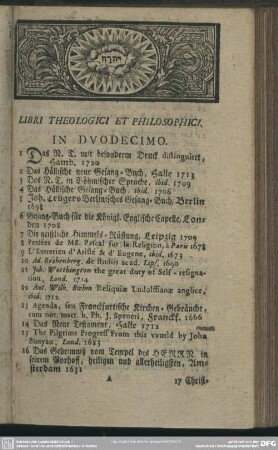 יהוה
LIBRI THEOLOGICI ET PHILOSOPHICI.
IN DVODECIMO.
1 Das N. T. mit besonderm Druck distinguiret,
Hamb. 1720
2 Das Hällische neue Gesang-Buch, Halle 1713
3 Das N. T. in Böhmischer Sprache, ibid. 1709
4 Das Hällische Gesang-Buch, ibid. 1706
5 Joh. Crügers Berlinisches Gesang-Buch, Berlin
1698
6 Gesang-Buch für die Königl. Englische Capelle, Lon-
den 1708
7 Die geistliche Himmels-Rüstung, Leipzig 1709
8 Pensées de MS. Pascal sur la Religion, à Paris 1678
9 L'Entretien d'Ariste & d'Eugene, ibid. 1673
10 Ad. Rechenberg, de studiis acad. Lips. 1690
11 Joh. Worthington the great dury of Self-resigna-
tion, Lond. 1714
12 Ant. Wilh. Bœhm Reliquiæ Ludolfianæ anglice,
ibid. 1712
13 Agenda, seu Franckfurtische Kirchen-Gebräuche,
cum not. mscr. b. Ph. J. Speneri, Franckf. 1686
14 Das Neue Testament, Halle 1712
15 The Pilgrims Progress From this vvorld by John
Bunyan, Lond. 1683
16 Das Geheimniß vom Tempel des HERRN in
seinem Vorhoff, heiligen und allerheiligsten, Am-
sterdam 1631
A
17 Christ-